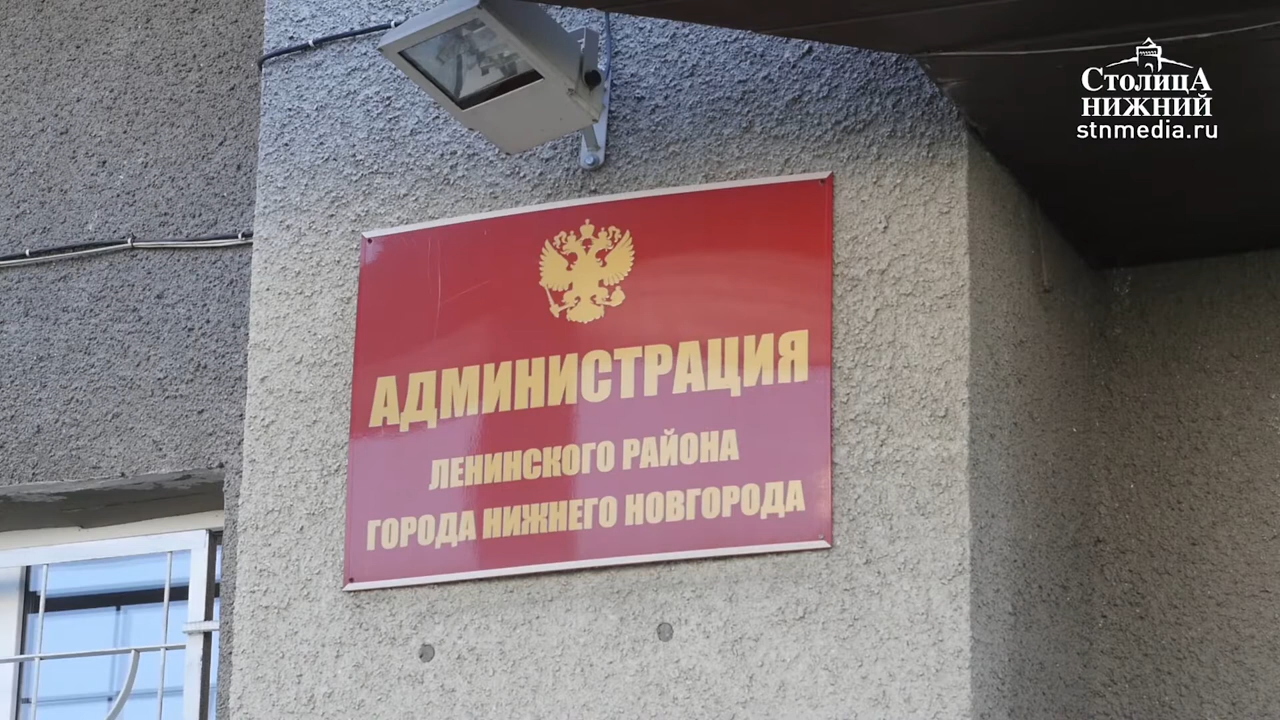 СтолицА
НИЖНИЙ
stnmedia.ru
АДМИНИСТРАЦИЯ
ЛЕНИНСКОГО РАЙОНА
ГОРОДА НИЖНЕГО НОВГОРОДА